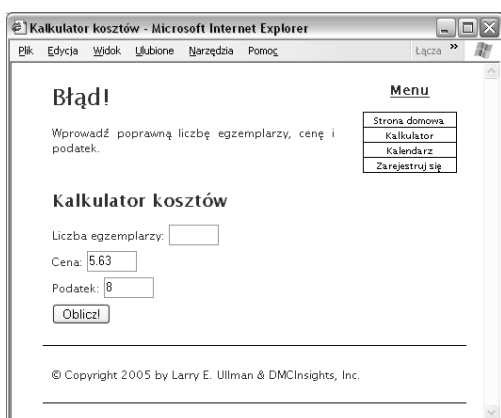 Kalkulator kosztów - Microsoft Internet Explorer
Plik Edycja Widok Ulubione Narzędzia Pomoc Łącza »
Błąd!
Wprowadź poprawną liczbę egzemplarzy, cenę i
podatek.
Menu
Strona domowa
Kalkulator
Kalendarz
Zarejestruj się
Kalkulator kosztów
Liczba egzemplarzy:
Cena: 5.63
Podatek: 8
Oblicz!
© Copyright 2005 by Larry E. Ullman & DMCInsights, Inc.